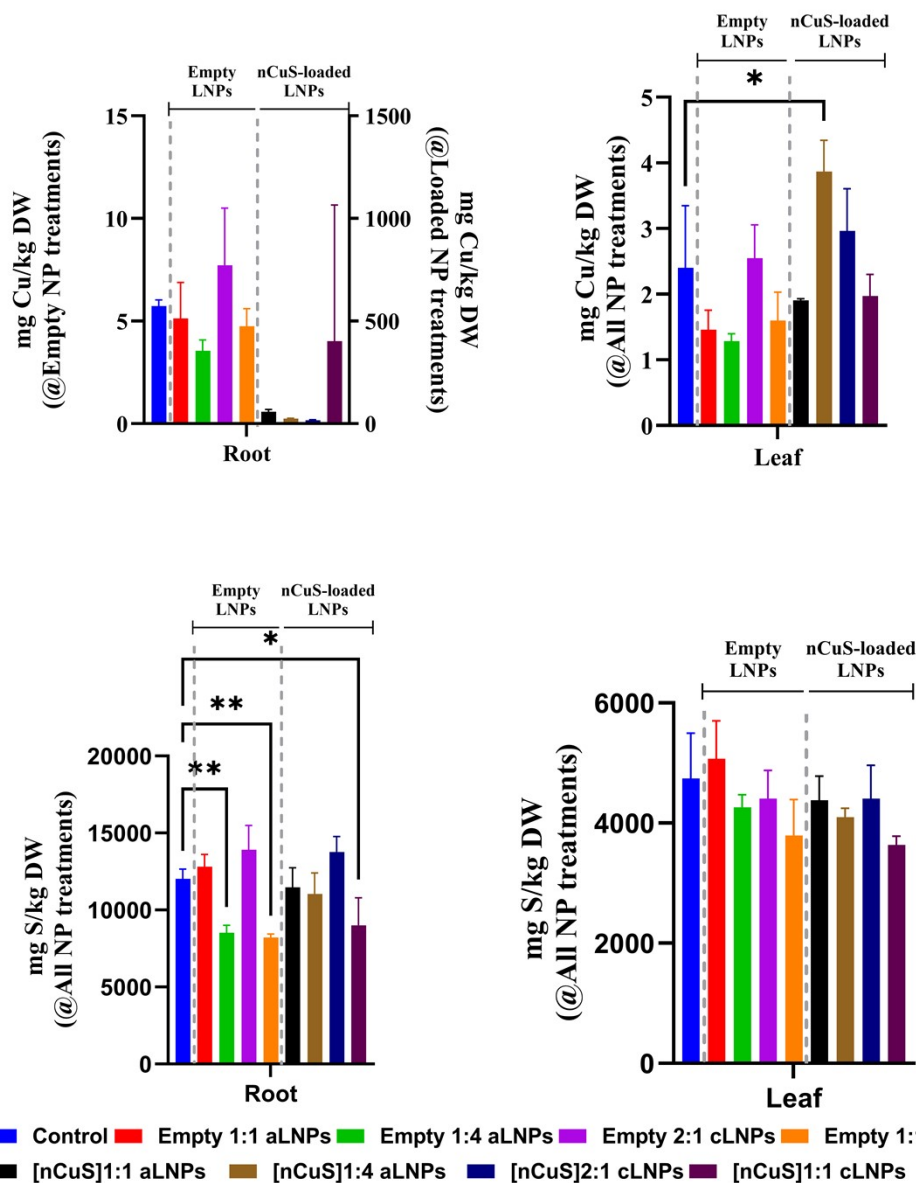 Empty
LNPs
nCuS-loaded
LNPs
15
10
5
0
mg Cu/kg DW
(@Empty NP treatments)
1500
1000
500
0
mg Cu/kg DW
(@Loaded NP treatments)
Root
Empty
LNPs
nCuS-loaded
LNPs
*
5
4
3
2
1
0
mg Cu/kg DW
(@All NP treatments)
Leaf
Empty
LNPs
nCuS-loaded
LNPs
*
**
**
20000
15000
10000
5000
0
mg S/kg DW
(@All NP treatments)
Root
Empty
LNPs
nCuS-loaded
LNPs
6000
4000
2000
0
mg S/kg DW
(@All NP treatments)
Leaf
Control Empty 1:1 aLNPs Empty 1:4 aLNPs Empty 2:1 cLNPs Empty 1:
[nCuS]1:1 aLNPs [nCuS]1:4 aLNPs [nCuS]2:1 cLNPs [nCuS]1:1 cLNPs